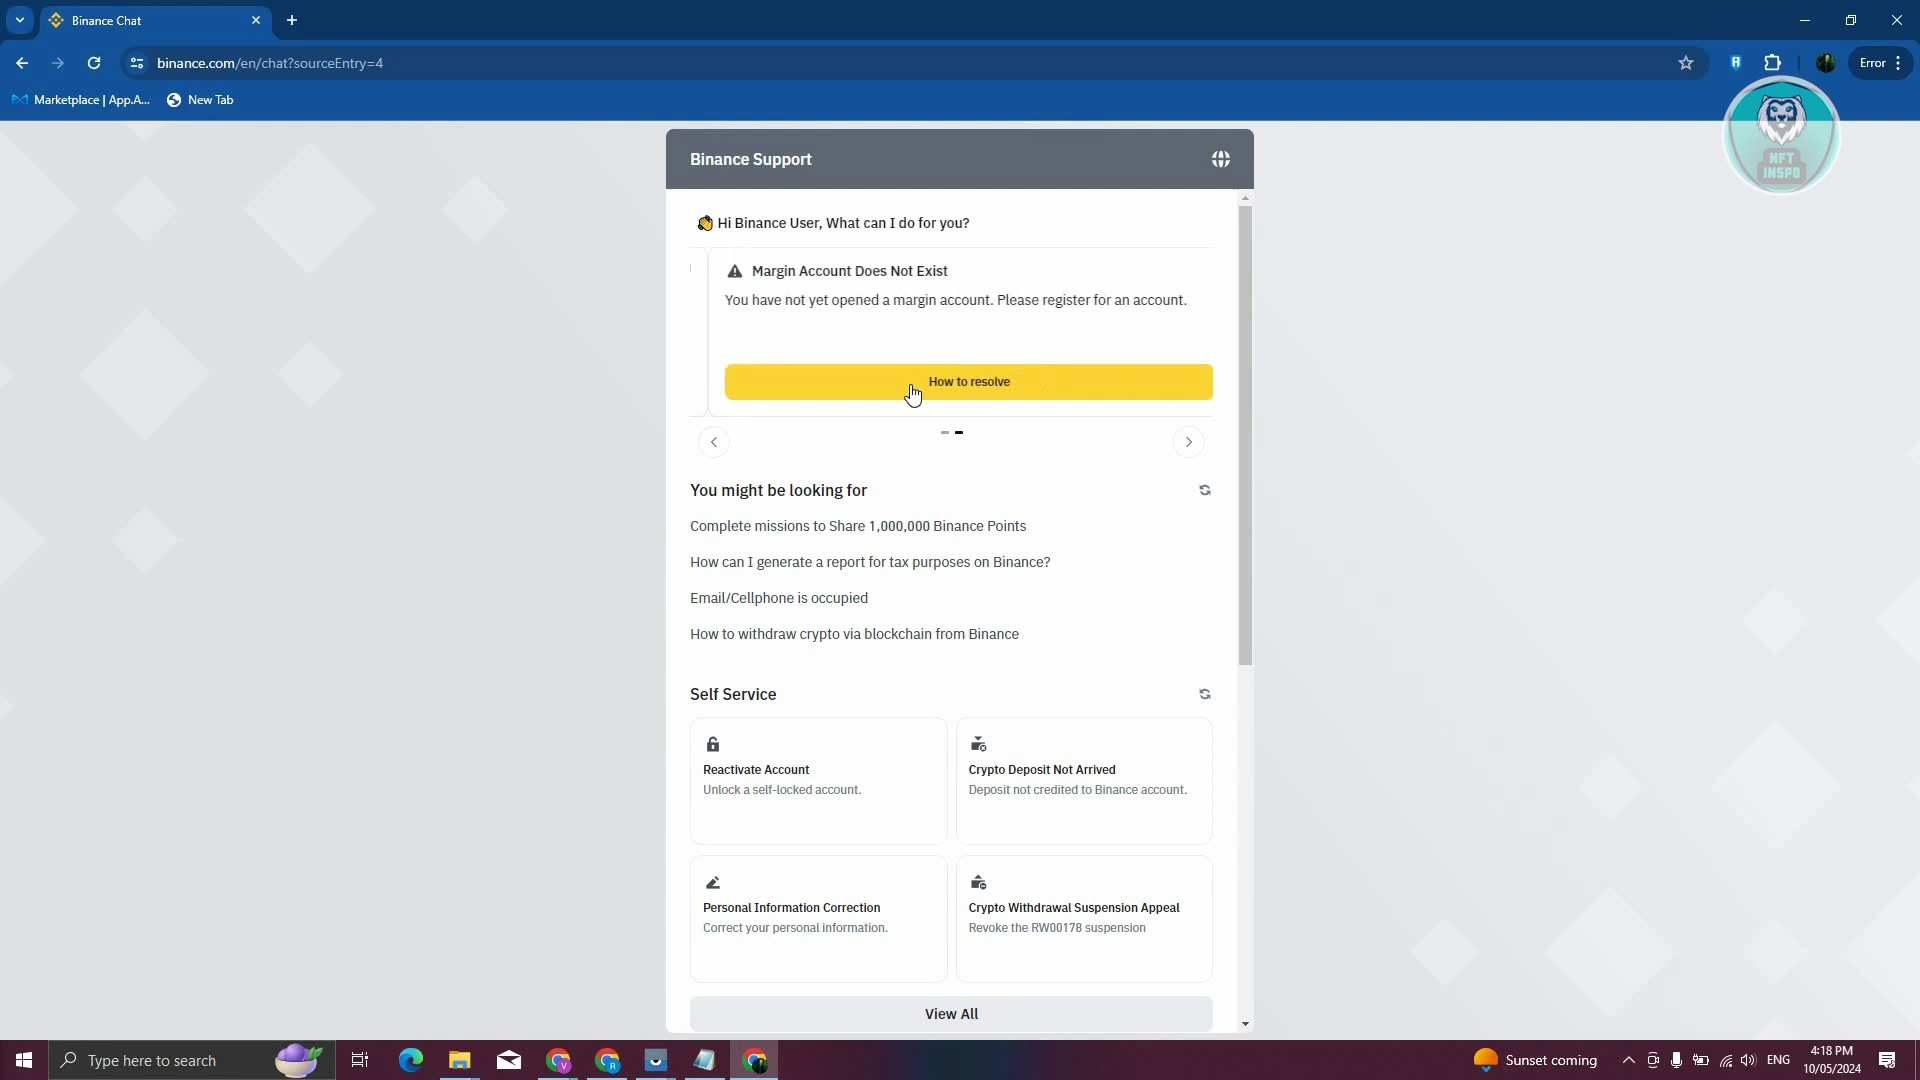 Binance Chat
binance.com/en/chat?sourceEntry=4
Error
Marketplace | App.A...
New Tab
NFT
INSPO
Binance Support
Hi Binance User, What can I do for you?
Margin Account Does Not Exist
You have not yet opened a margin account. Please register for an account.
How to resolve
You might be looking for
Complete missions to Share 1,000,000 Binance Points
How can I generate a report for tax purposes on Binance?
Email/Cellphone is occupied
How to withdraw crypto via blockchain from Binance
Self Service
Reactivate Account
Unlock a self-locked account.
Crypto Deposit Not Arrived
Deposit not credited to Binance account.
Personal Information Correction
Correct your personal information.
Crypto Withdrawal Suspension Appeal
Revoke the RW00178 suspension
View All
Type here to search
V
R
Sunset coming
ENG
4:18 PM
10/05/2024